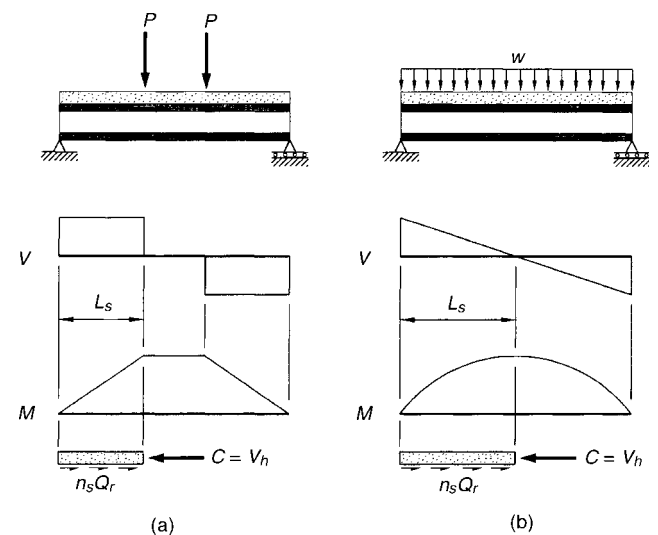 P P
w
V V
L_s L_s
M M
C = V_h C = V_h
n_sQ_r n_sQ_r
(a) (b)